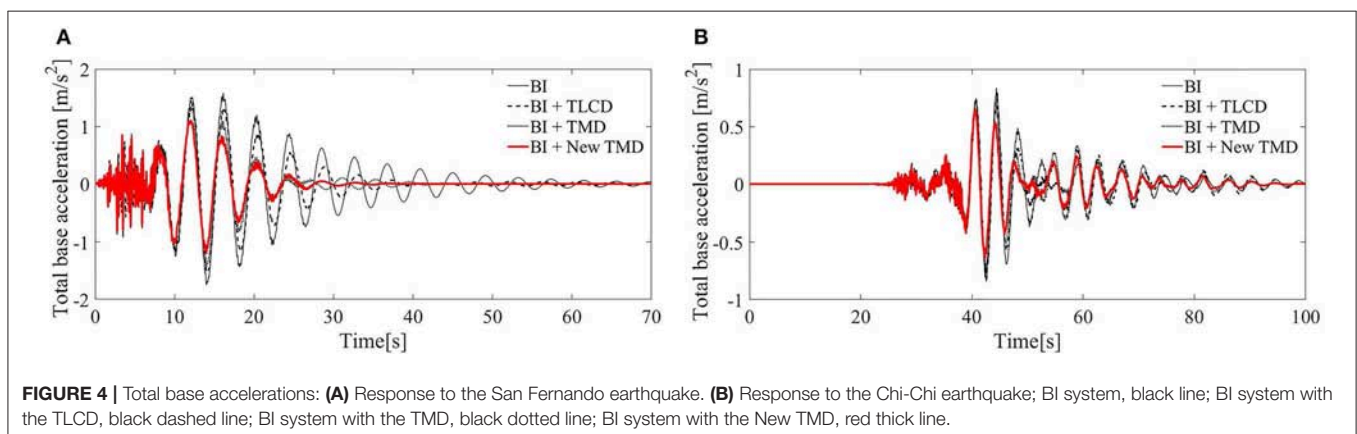 A
Total base acceleration [m/s²]
2
1
0
-1
-2
BI
BI + TLCD
BI + TMD
BI + New TMD
0 10 20 30 40 50 60 70
Time[s]
B
Total base acceleration [m/s²]
1
0.5
0
-0.5
-1
BI
BI + TLCD
BI + TMD
BI + New TMD
0 20 40 60 80 100
Time[s]
FIGURE 4 | Total base accelerations: (A) Response to the San Fernando earthquake. (B) Response to the Chi-Chi earthquake; BI system, black line; BI system with
the TLCD, black dashed line; BI system with the TMD, black dotted line; BI system with the New TMD, red thick line.